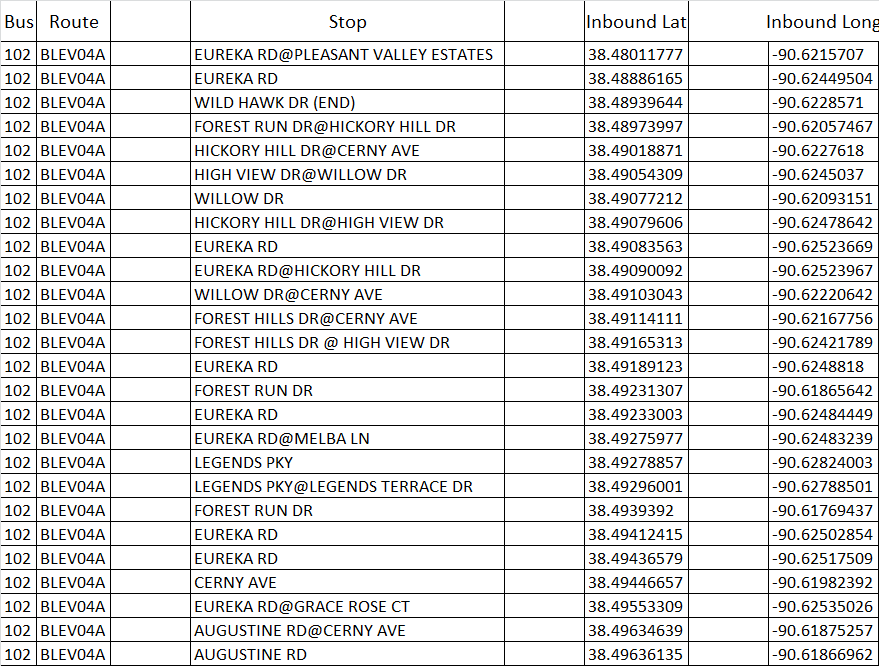 Bus Route Stop Inbound Lat Inbound Long
102 BLEV04A EUREKA RD@PLEASANT VALLEY ESTATES 38.48011777 -90.6215707
102 BLEV04A EUREKA RD 38.48886165 -90.62449504
102 BLEV04A WILD HAWK DR (END) 38.48939644 -90.6228571
102 BLEV04A FOREST RUN DR@HICKORY HILL DR 38.48973997 -90.62057467
102 BLEV04A HICKORY HILL DR@CERNY AVE 38.49018871 -90.6227618
102 BLEV04A HIGH VIEW DR@WILLOW DR 38.49054309 -90.6245037
102 BLEV04A WILLOW DR 38.49077212 -90.62093151
102 BLEV04A HICKORY HILL DR@HIGH VIEW DR 38.49079606 -90.62478642
102 BLEV04A EUREKA RD 38.49083563 -90.62523669
102 BLEV04A EUREKA RD@HICKORY HILL DR 38.49090092 -90.62523967
102 BLEV04A WILLOW DR@CERNY AVE 38.49103043 -90.62220642
102 BLEV04A FOREST HILLS DR@CERNY AVE 38.49114111 -90.62167756
102 BLEV04A FOREST HILLS DR @ HIGH VIEW DR 38.49165313 -90.62421789
102 BLEV04A EUREKA RD 38.49189123 -90.6248818
102 BLEV04A FOREST RUN DR 38.49231307 -90.61865642
102 BLEV04A EUREKA RD 38.49233003 -90.62484449
102 BLEV04A EUREKA RD@MELBA LN 38.49275977 -90.62483239
102 BLEV04A LEGENDS PKY 38.49278857 -90.62824003
102 BLEV04A LEGENDS PKY@LEGENDS TERRACE DR 38.49296001 -90.62788501
102 BLEV04A FOREST RUN DR 38.4939392 -90.61769437
102 BLEV04A EUREKA RD 38.49412415 -90.62502854
102 BLEV04A EUREKA RD 38.49436579 -90.62517509
102 BLEV04A CERNY AVE 38.49446657 -90.61982392
102 BLEV04A EUREKA RD@GRACE ROSE CT 38.49553309 -90.62535026
102 BLEV04A AUGUSTINE RD@CERNY AVE 38.49634639 -90.61875257
102 BLEV04A AUGUSTINE RD 38.49636135 -90.61866962